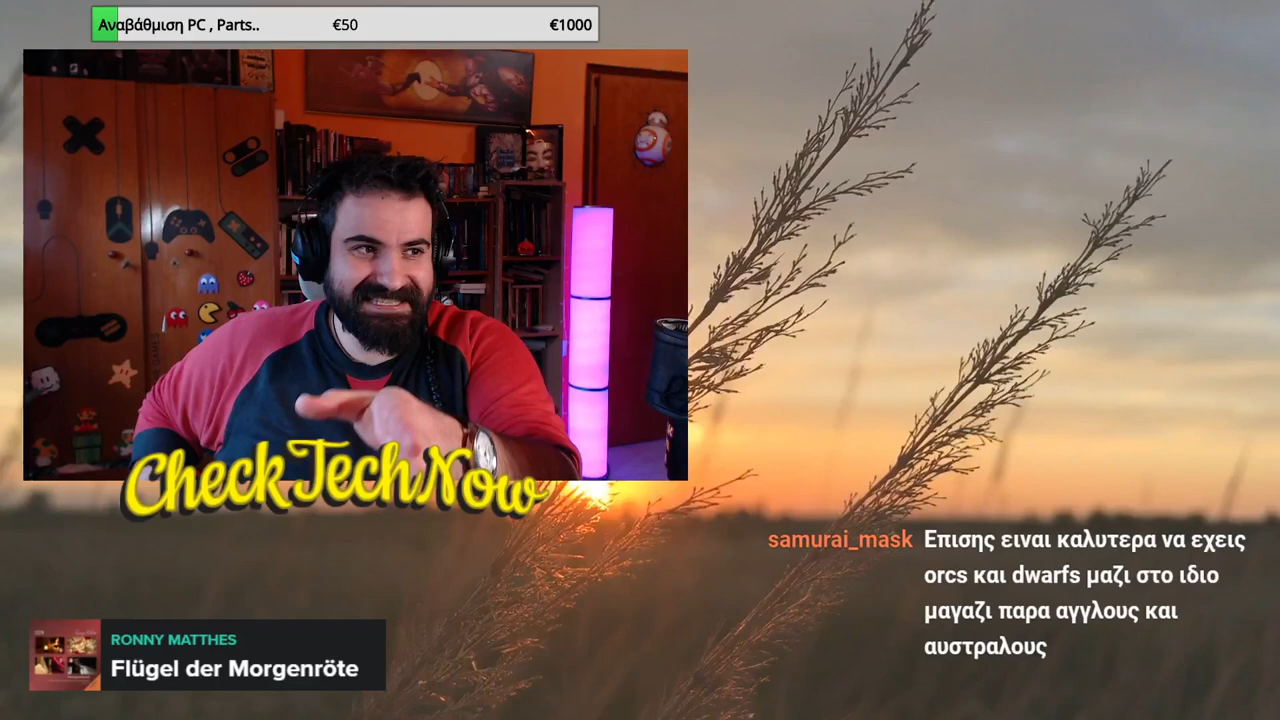 Αναβάθμιση PC , Parts.. €50 €1000
CheckTechNow
samurai_mask Επισης ειναι καλυτερα να εχεις
orcs και dwarfs μαζι στο ιδιο
μαγαζι παρα αγγλους και
αυστραλους
RONNY MATTHES
Flügel der Morgenröte